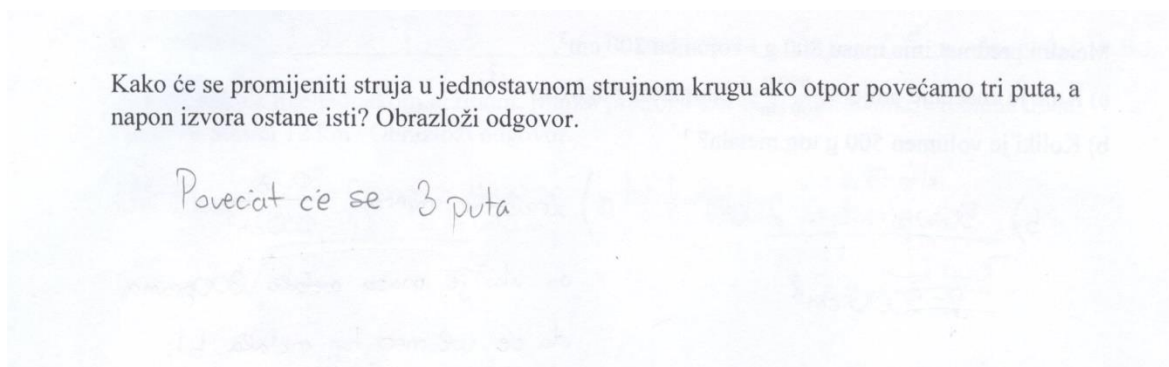 Kako će se promijeniti struja u jednostavnom strujnom krugu ako otpor povećamo tri puta, a
napon izvora ostane isti? Obrazloži odgovor.
Povećat će se 3 puta